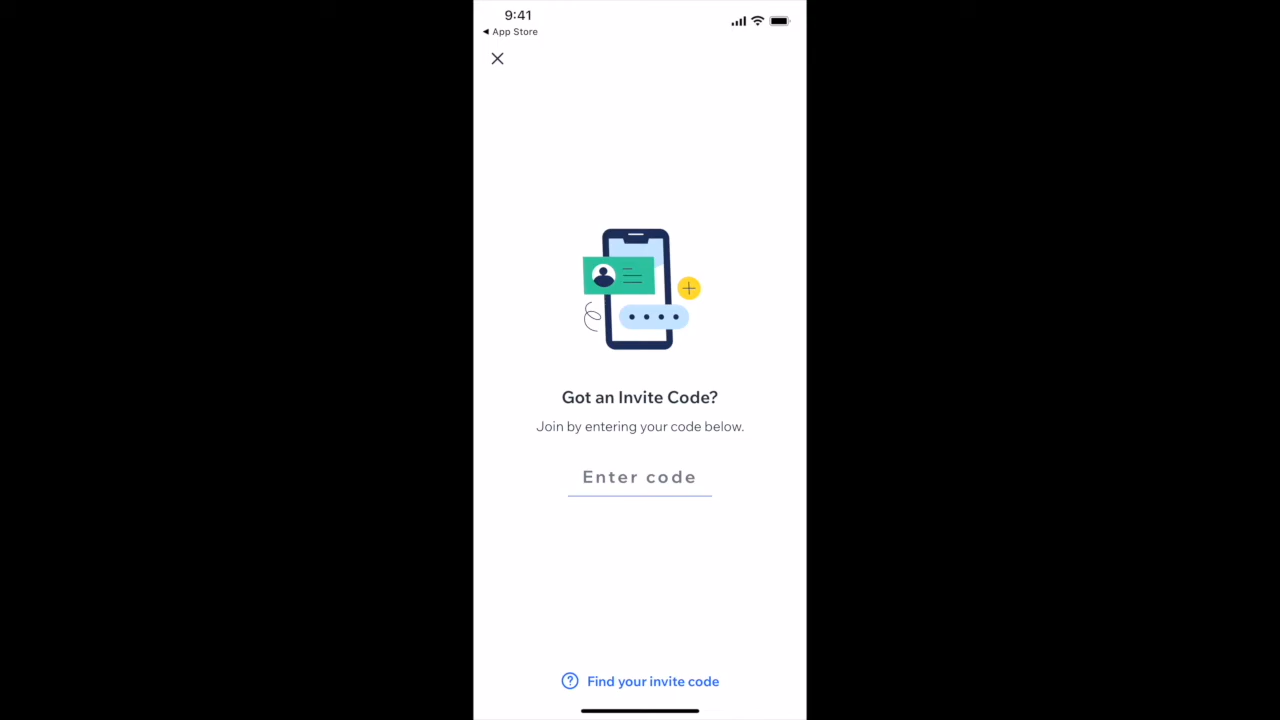 9:41
◀ App Store
Got an Invite Code?
Join by entering your code below.
Enter code
Find your invite code